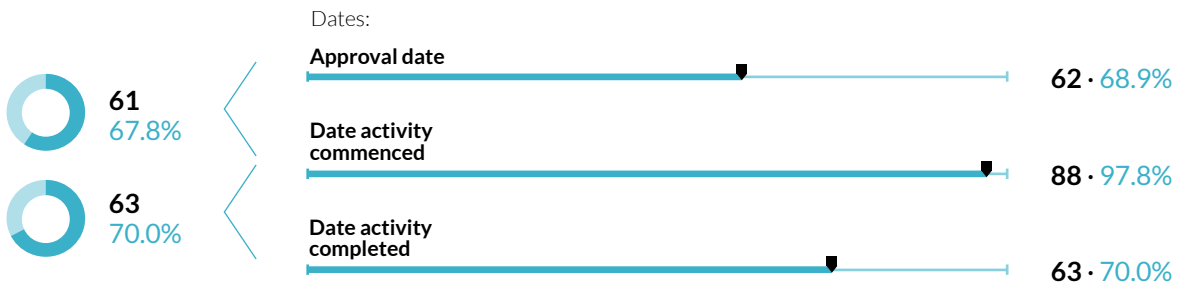 Dates:
Approval date
62 · 68.9%
61
67.8%
Date activity
commenced
88 · 97.8%
63
70.0%
Date activity
completed
63 · 70.0%